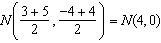 N(3+5/2, -4+4/2) = N(4,0)